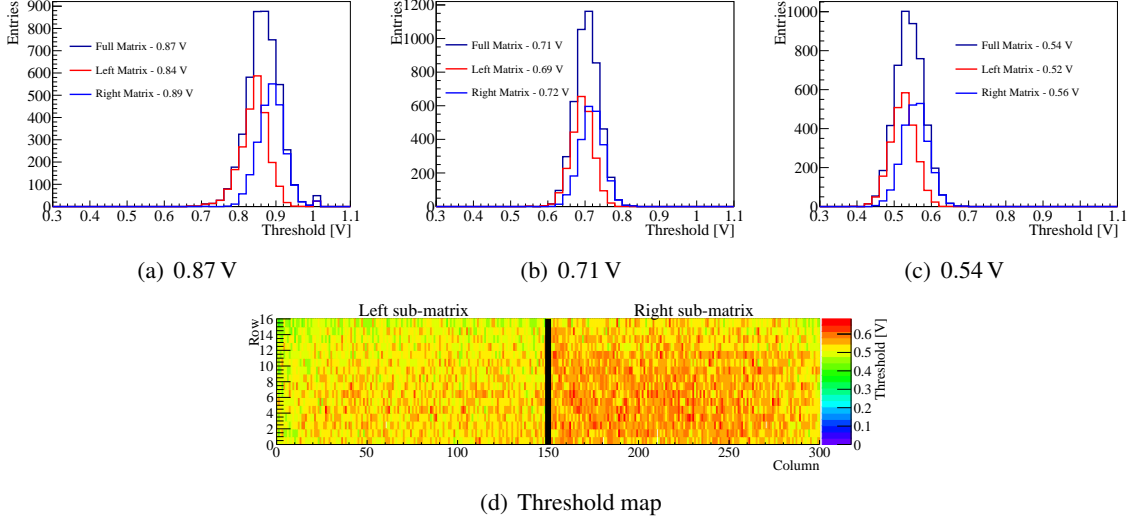 Entries
900
800
700
600
500
400
300
200
100
0
Full Matrix - 0.87 V
Left Matrix - 0.84 V
Right Matrix - 0.89 V
0.3 0.4 0.5 0.6 0.7 0.8 0.9 1 1.1
Threshold [V]
(a) 0.87 V
Entries
1200
1000
800
600
400
200
0
Full Matrix - 0.71 V
Left Matrix - 0.69 V
Right Matrix - 0.72 V
0.3 0.4 0.5 0.6 0.7 0.8 0.9 1 1.1
Threshold [V]
(b) 0.71 V
Entries
1000
800
600
400
200
0
Full Matrix - 0.54 V
Left Matrix - 0.52 V
Right Matrix - 0.56 V
0.3 0.4 0.5 0.6 0.7 0.8 0.9 1 1.1
Threshold [V]
(c) 0.54 V
Left sub-matrix Right sub-matrix
Row
16
14
12
10
8
6
4
2
0
0 50 100 150 200 250 300
Column
Threshold [V]
0.6
0.5
0.4
0.3
0.2
0.1
0
(d) Threshold map